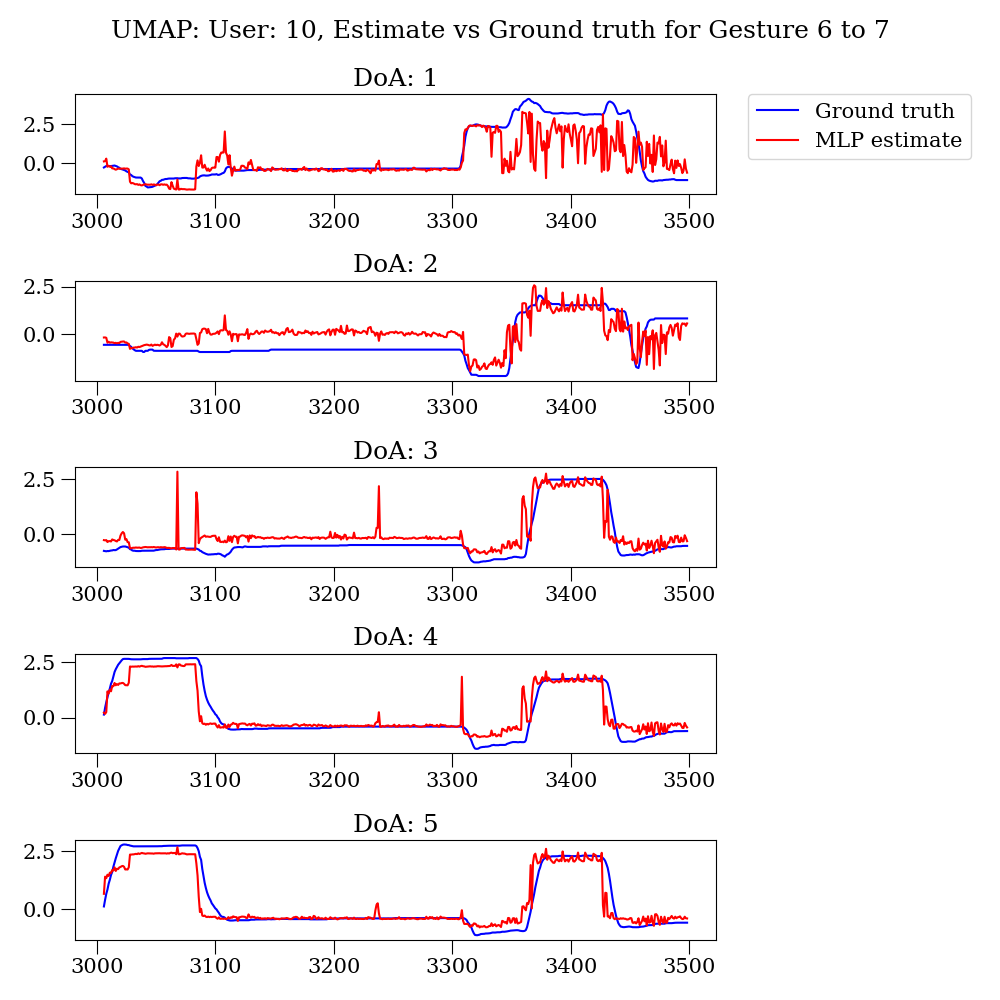 UMAP: User: 10, Estimate vs Ground truth for Gesture 6 to 7
DoA: 1
Ground truth
MLP estimate
2.5
0.0
3000 3100 3200 3300 3400 3500
DoA: 2
2.5
0.0
3000 3100 3200 3300 3400 3500
DoA: 3
2.5
0.0
3000 3100 3200 3300 3400 3500
DoA: 4
2.5
0.0
3000 3100 3200 3300 3400 3500
DoA: 5
2.5
0.0
3000 3100 3200 3300 3400 3500